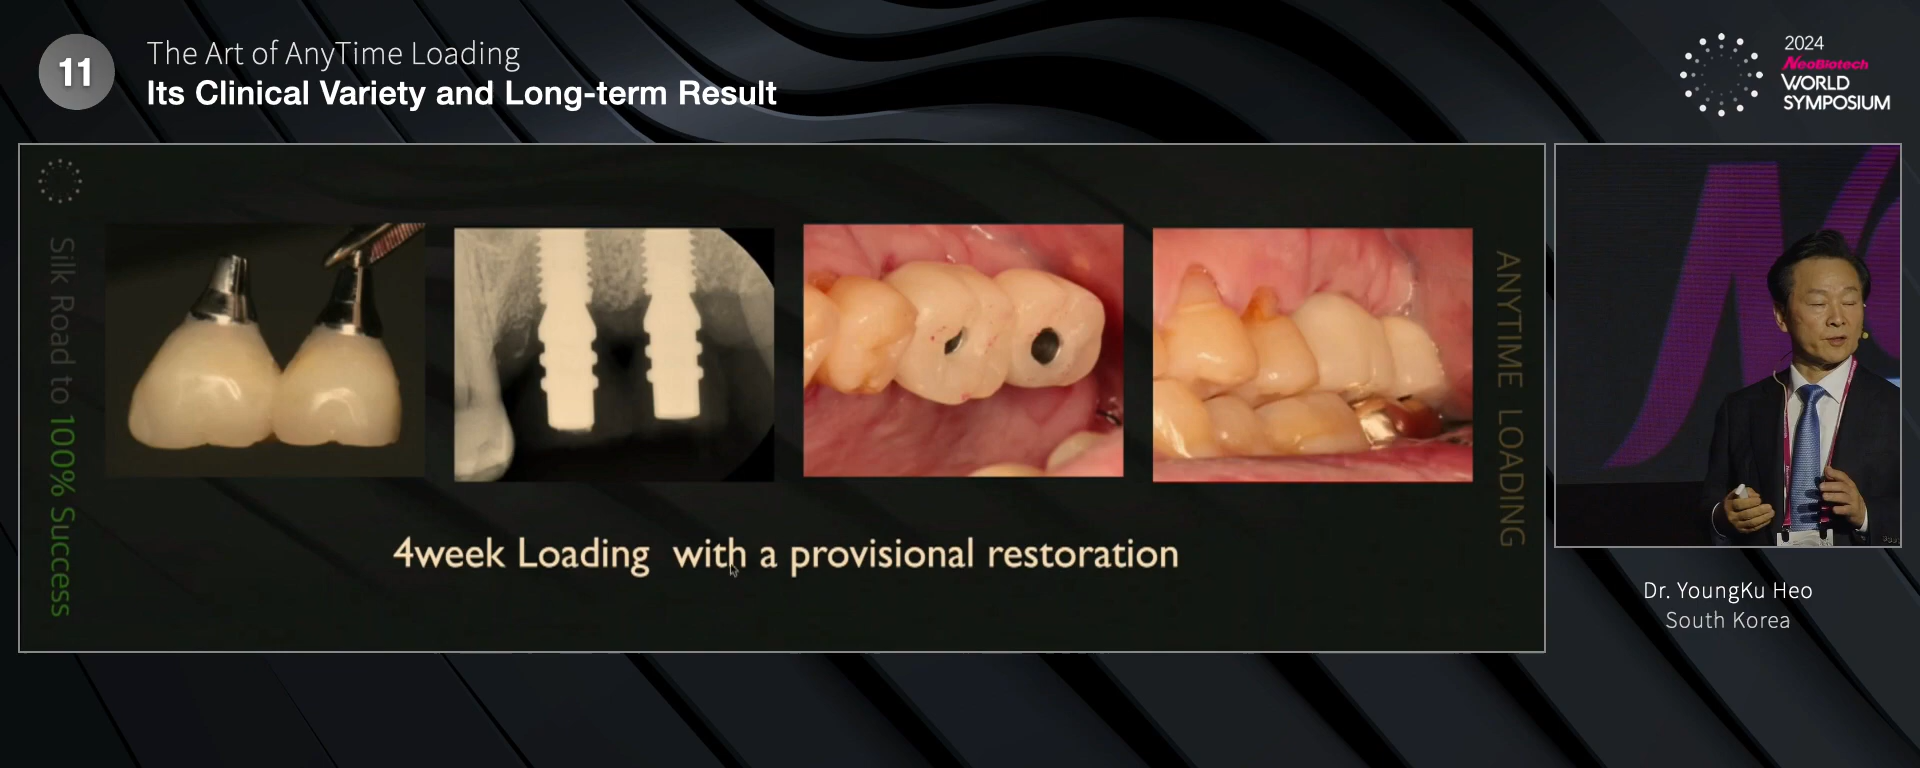 11
The Art of AnyTime Loading
Its Clinical Variety and Long-term Result
2024
NeoBiotech
WORLD
SYMPOSIUM
Silk Road to 100% Success
4week Loading with a provisional restoration
ANYTIME LOADING
Dr. YoungKu Heo
South Korea